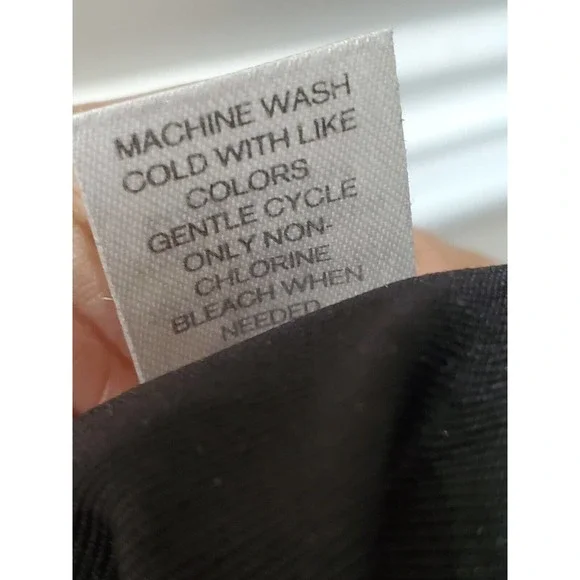 MACHINE WASH
COLD WITH LIKE
COLORS
GENTLE CYCLE
ONLY NON-
CHLORINE
BLEACH WHEN
NEEDED